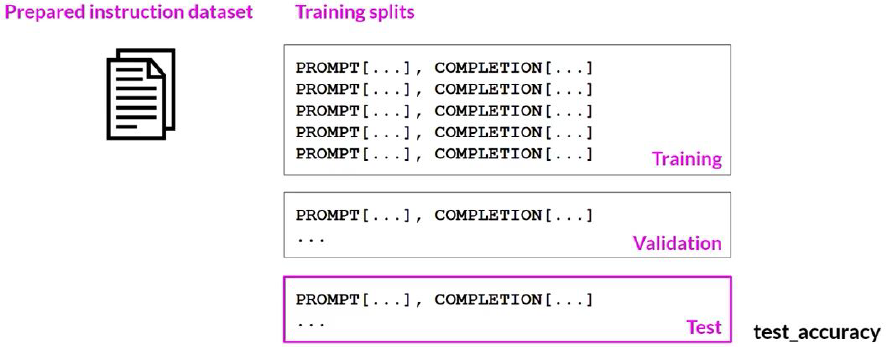 Prepared instruction dataset
Training splits
PROMPT[...], COMPLETION[...]
PROMPT[...], COMPLETION[...]
PROMPT[...], COMPLETION[...]
PROMPT[...], COMPLETION[...]
PROMPT[...], COMPLETION[...]
Training
PROMPT[...], COMPLETION[...]
...
Validation
PROMPT[...], COMPLETION[...]
...
Test
test_accuracy